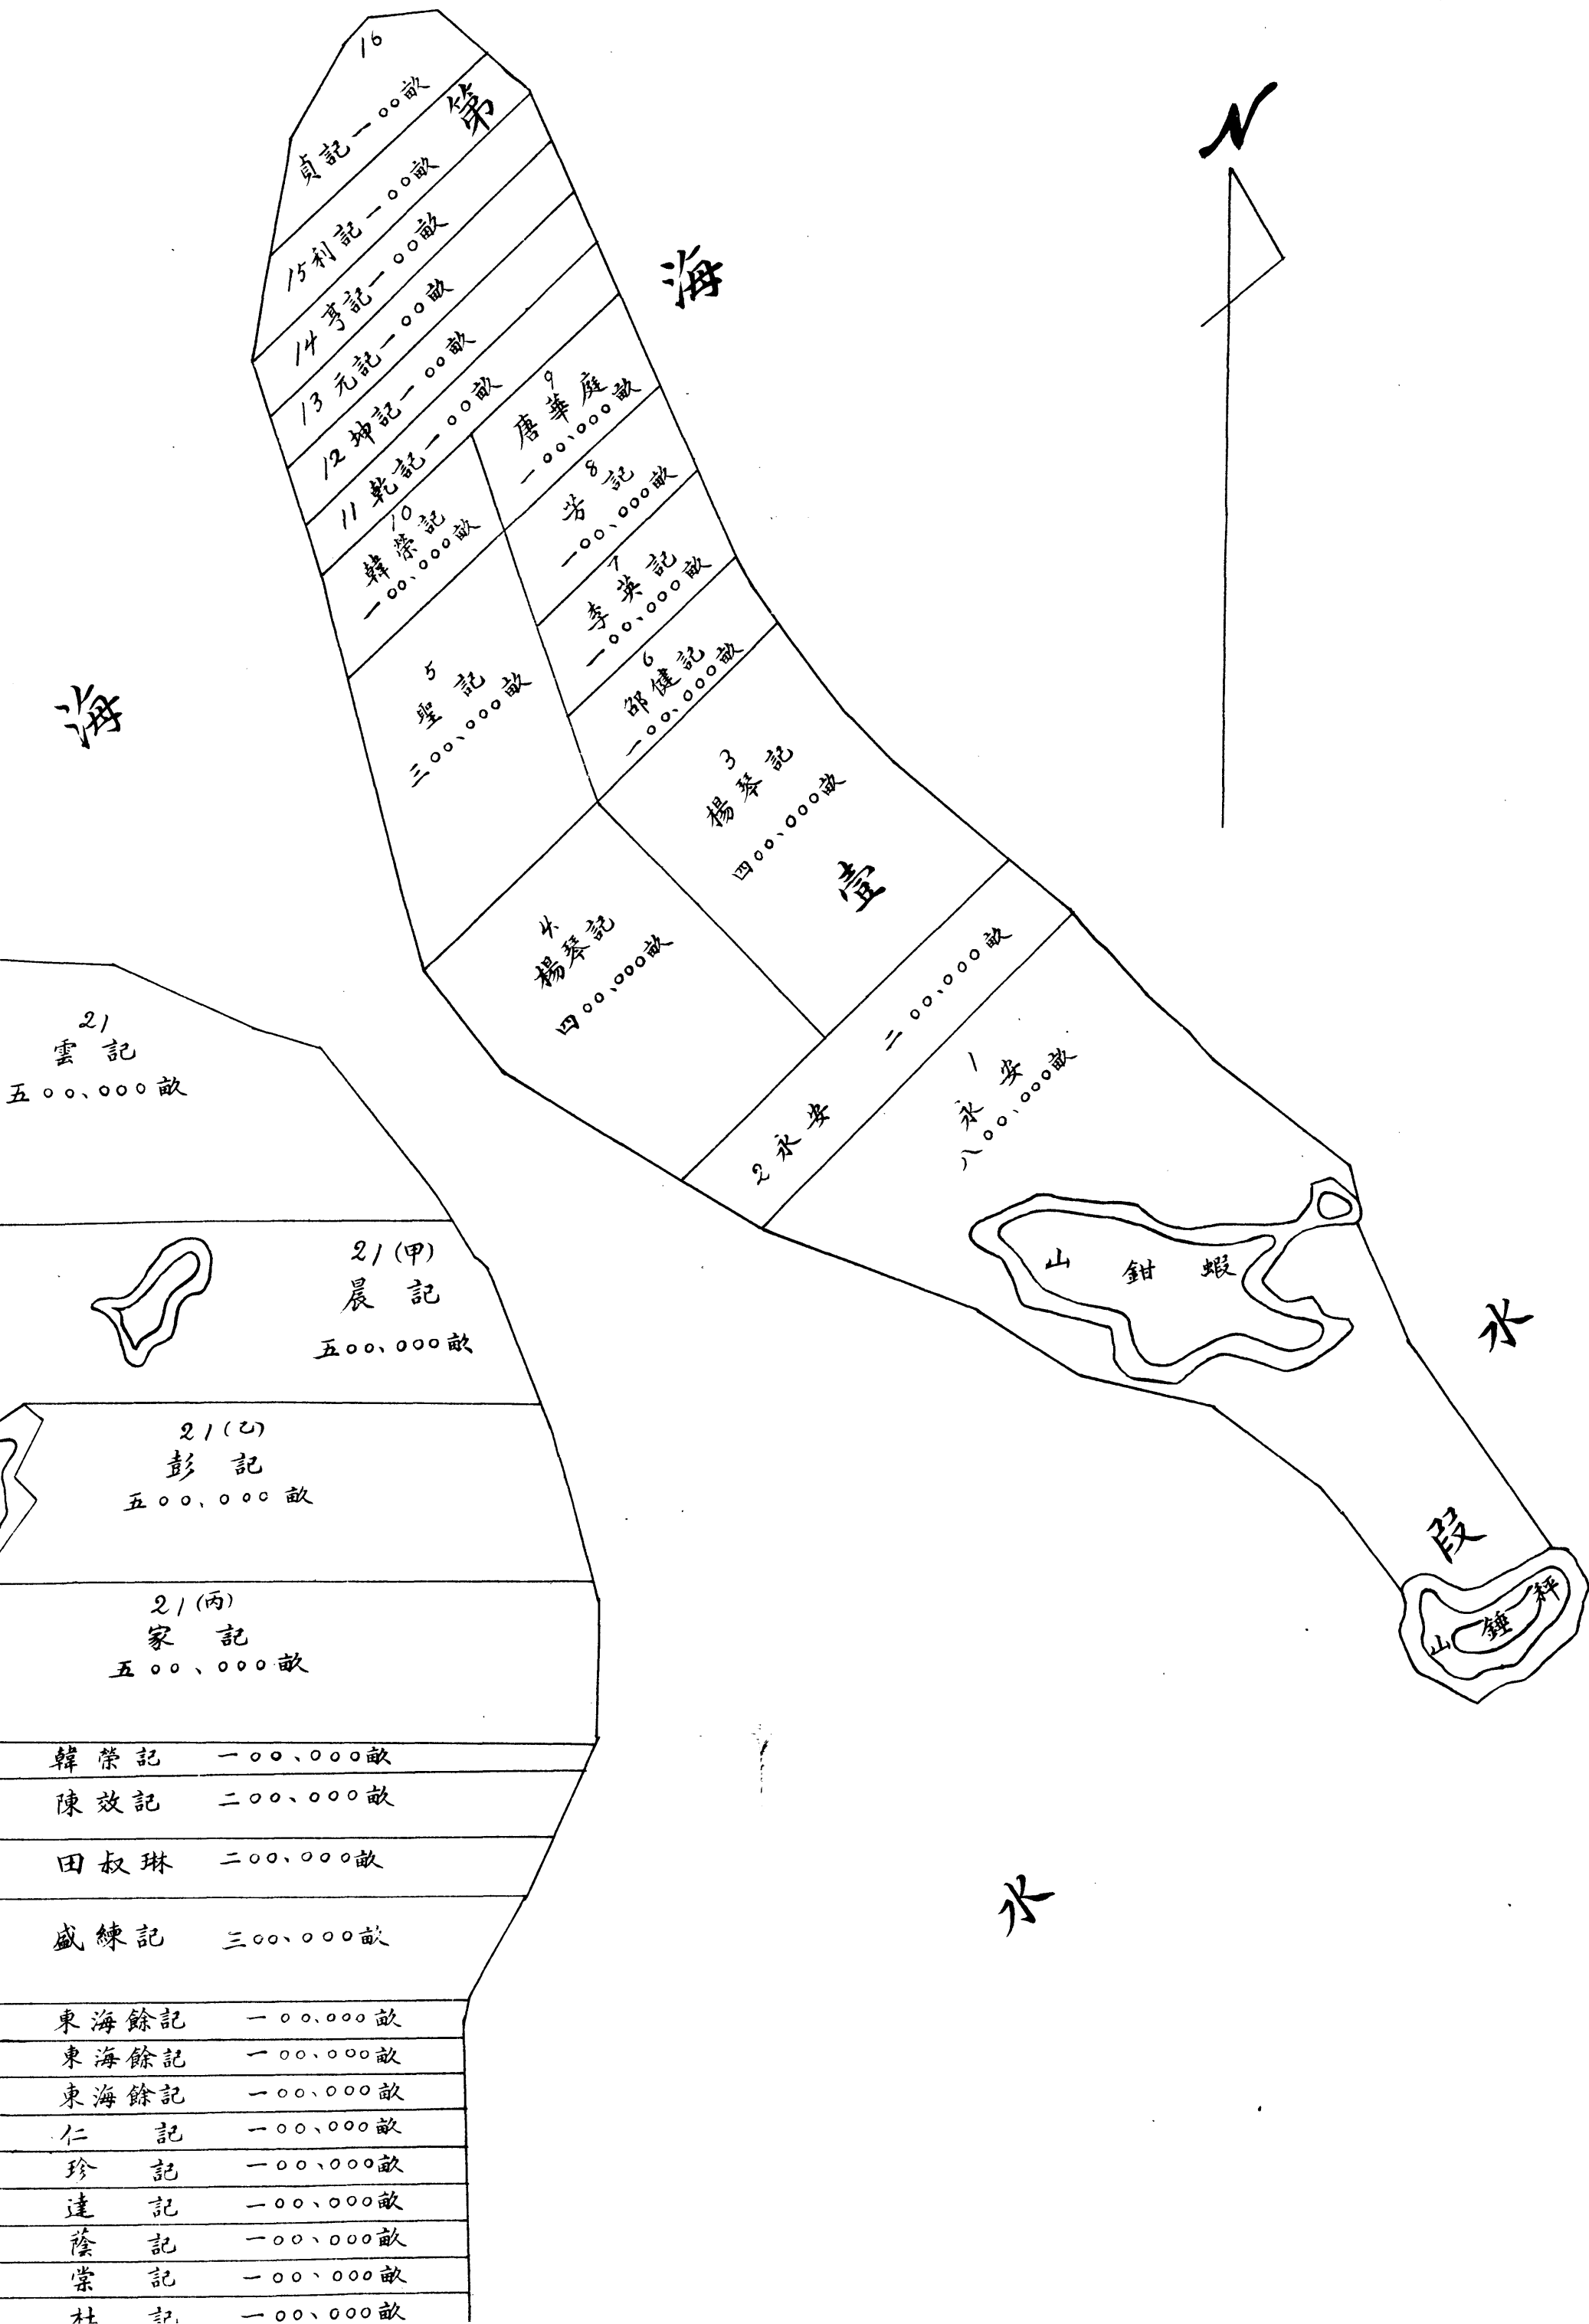 N
16
貞記一〇〇畝
第
15利記一〇〇畝
14亨記一〇〇畝
13元記一〇〇畝
12坤記一〇〇畝
11乾記一〇〇畝
10
韓榮記
一〇〇、〇〇〇畝
9
唐華庭
一〇〇、〇〇〇畝
8
芳記
一〇〇、〇〇〇畝
7
李英記
一〇〇、〇〇〇畝
6
邵健記
一〇〇、〇〇〇畝
5
聖記
三〇〇、〇〇〇畝
3
楊琴記
四〇〇、〇〇〇畝
壹
4
楊琴記
四〇〇、〇〇〇畝
2永安 二〇〇、〇〇〇畝
1
永安
八〇〇、〇〇〇畝
山鉗蝦
段
山錘秤
海
水
海
水
21
雲記
五〇〇、〇〇〇畝
21(甲)
晨記
五〇〇、〇〇〇畝
21(乙)
彭記
五〇〇、〇〇〇畝
21(丙)
家記
五〇〇、〇〇〇畝
韓榮記 一〇〇、〇〇〇畝
陳效記 二〇〇、〇〇〇畝
田叔琳 二〇〇、〇〇〇畝
盛練記 三〇〇、〇〇〇畝
東海餘記 一〇〇、〇〇〇畝
東海餘記 一〇〇、〇〇〇畝
東海餘記 一〇〇、〇〇〇畝
仁記 一〇〇、〇〇〇畝
珍記 一〇〇、〇〇〇畝
達記 一〇〇、〇〇〇畝
蔭記 一〇〇、〇〇〇畝
棠記 一〇〇、〇〇〇畝
杜記 一〇〇、〇〇〇畝